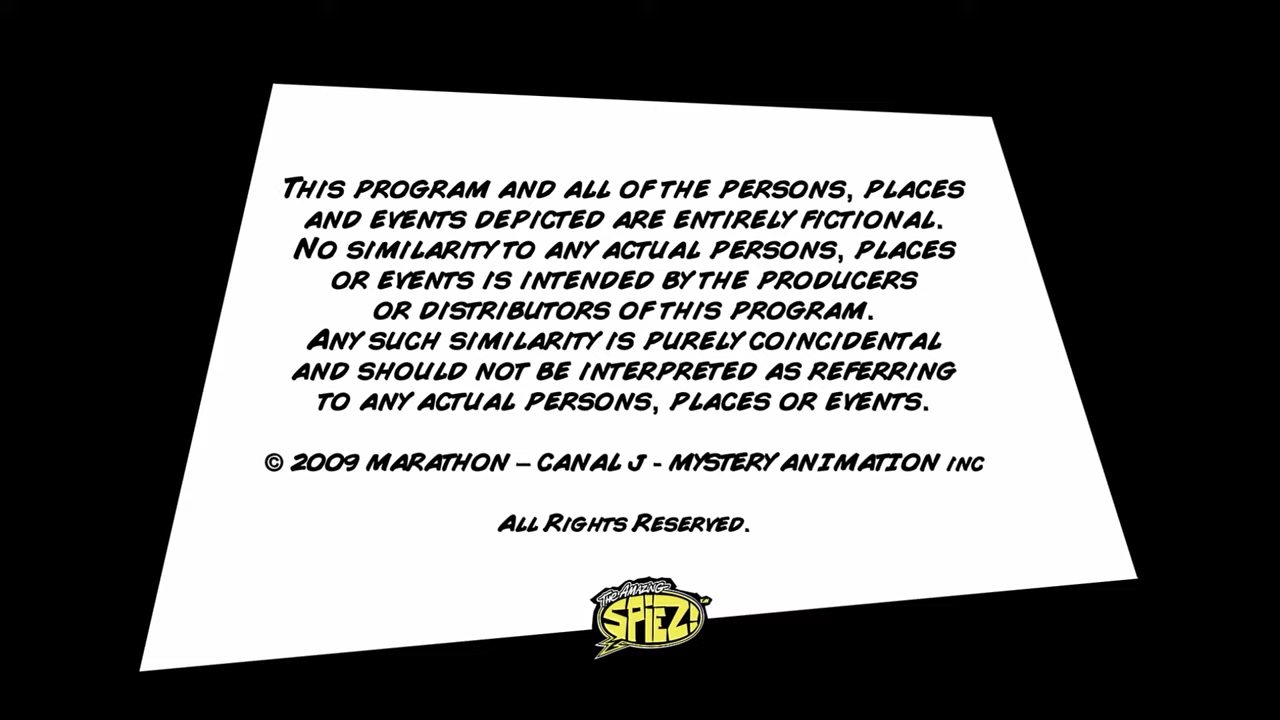 This program and all of the persons, places
and events depicted are entirely fictional.
No similarity to any actual persons, places
or events is intended by the producers
or distributors of this program.
Any such similarity is purely coincidental
and should not be interpreted as referring
to any actual persons, places or events.
© 2009 MARATHON – CANAL J - MYSTERY ANIMATION INC
All Rights Reserved.
The Amazing
SPiEZ!